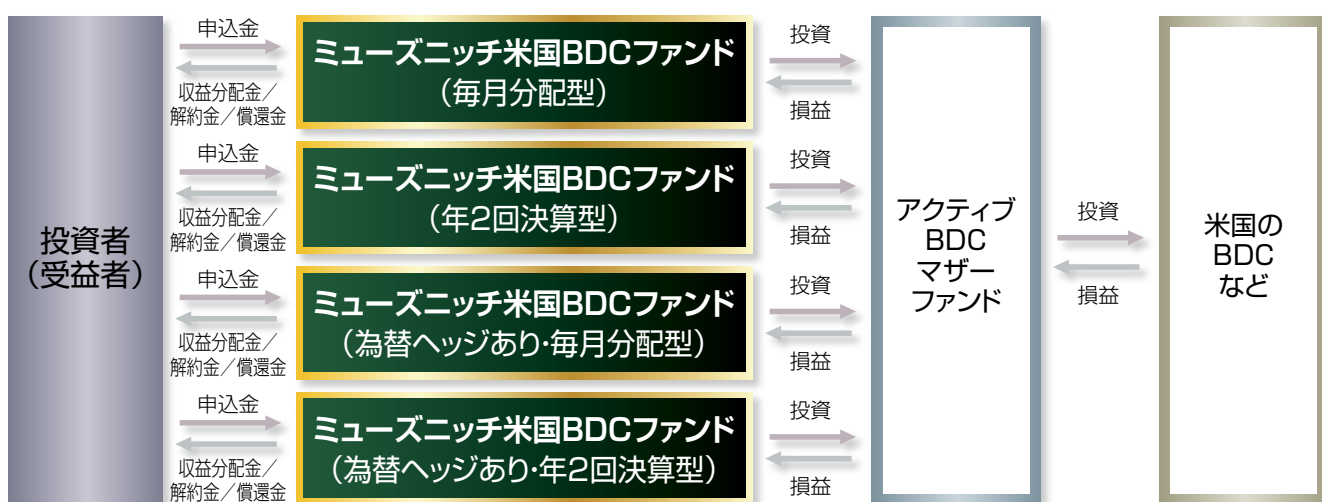 投資者
（受益者）
申込金
収益分配金／
解約金／償還金
ミューズニッチ米国BDCファンド
（毎月分配型）
投資
損益
申込金
収益分配金／
解約金／償還金
ミューズニッチ米国BDCファンド
（年2回決算型）
投資
損益
申込金
収益分配金／
解約金／償還金
ミューズニッチ米国BDCファンド
（為替ヘッジあり・毎月分配型）
投資
損益
申込金
収益分配金／
解約金／償還金
ミューズニッチ米国BDCファンド
（為替ヘッジあり・年2回決算型）
投資
損益
アクティブ
BDC
マザー
ファンド
投資
損益
米国の
BDC
など